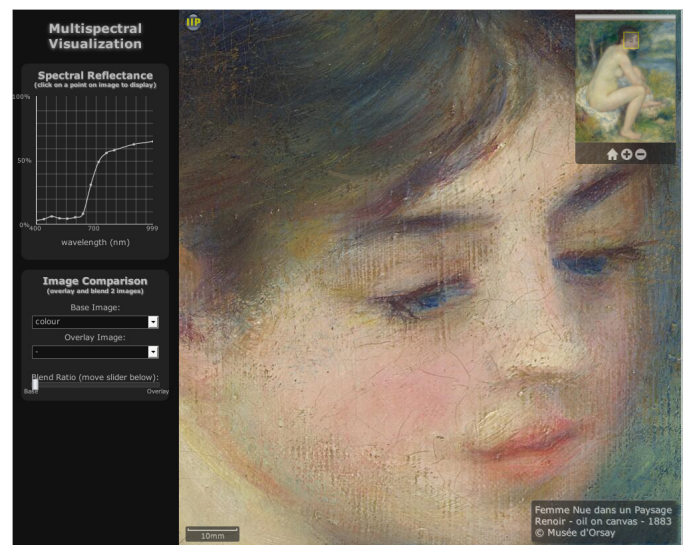 Multispectral
Visualization
Spectral Reflectance
(click on a point on image to display)
100%
50%
0%
400
700
999
wavelength (nm)
Image Comparison
(overlay and blend 2 images)
Base Image:
colour
Overlay Image:
-
Blend Ratio (move slider below):
Base
Overlay
IIP
10mm
Femme Nue dans un Paysage
Renoir - oil on canvas - 1883
© Musée d'Orsay